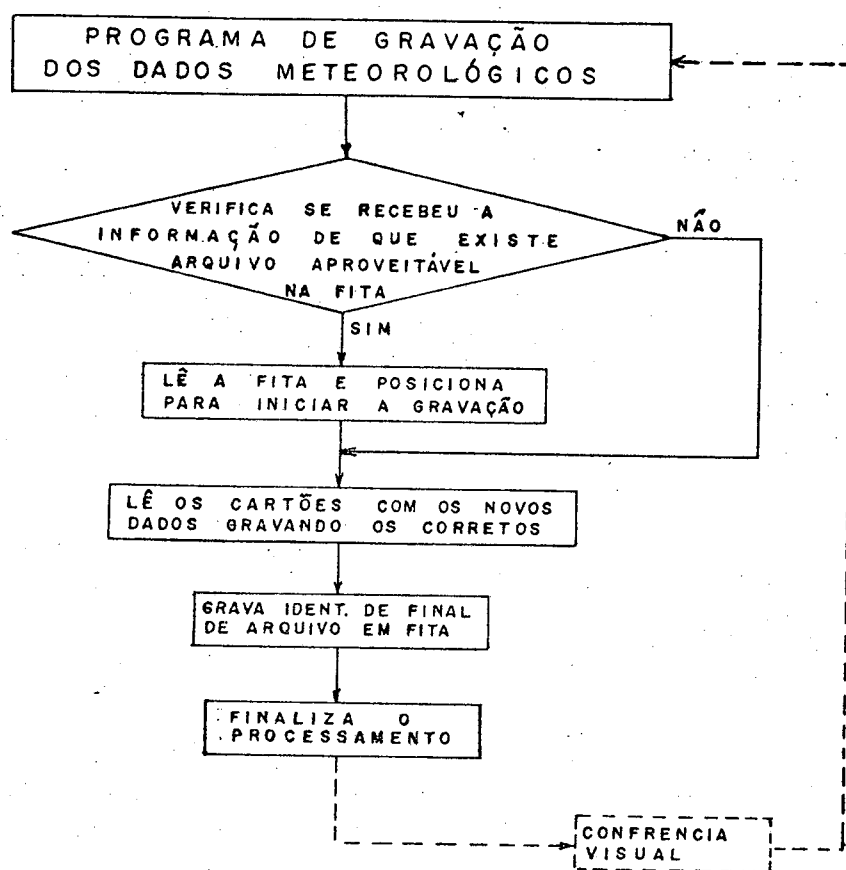 PROGRAMA DE GRAVAÇÃO
DOS DADOS METEOROLÓGICOS
VERIFICA SE RECEBEU A
INFORMAÇÃO DE QUE EXISTE
ARQUIVO APROVEITÁVEL
NA FITA
NÃO
SIM
LÊ A FITA E POSICIONA
PARA INICIAR A GRAVAÇÃO
LÊ OS CARTÕES COM OS NOVOS
DADOS GRAVANDO OS CORRETOS
GRAVA IDENT. DE FINAL
DE ARQUIVO EM FITA
FINALIZA O
PROCESSAMENTO
CONFRENCIA
VISUAL